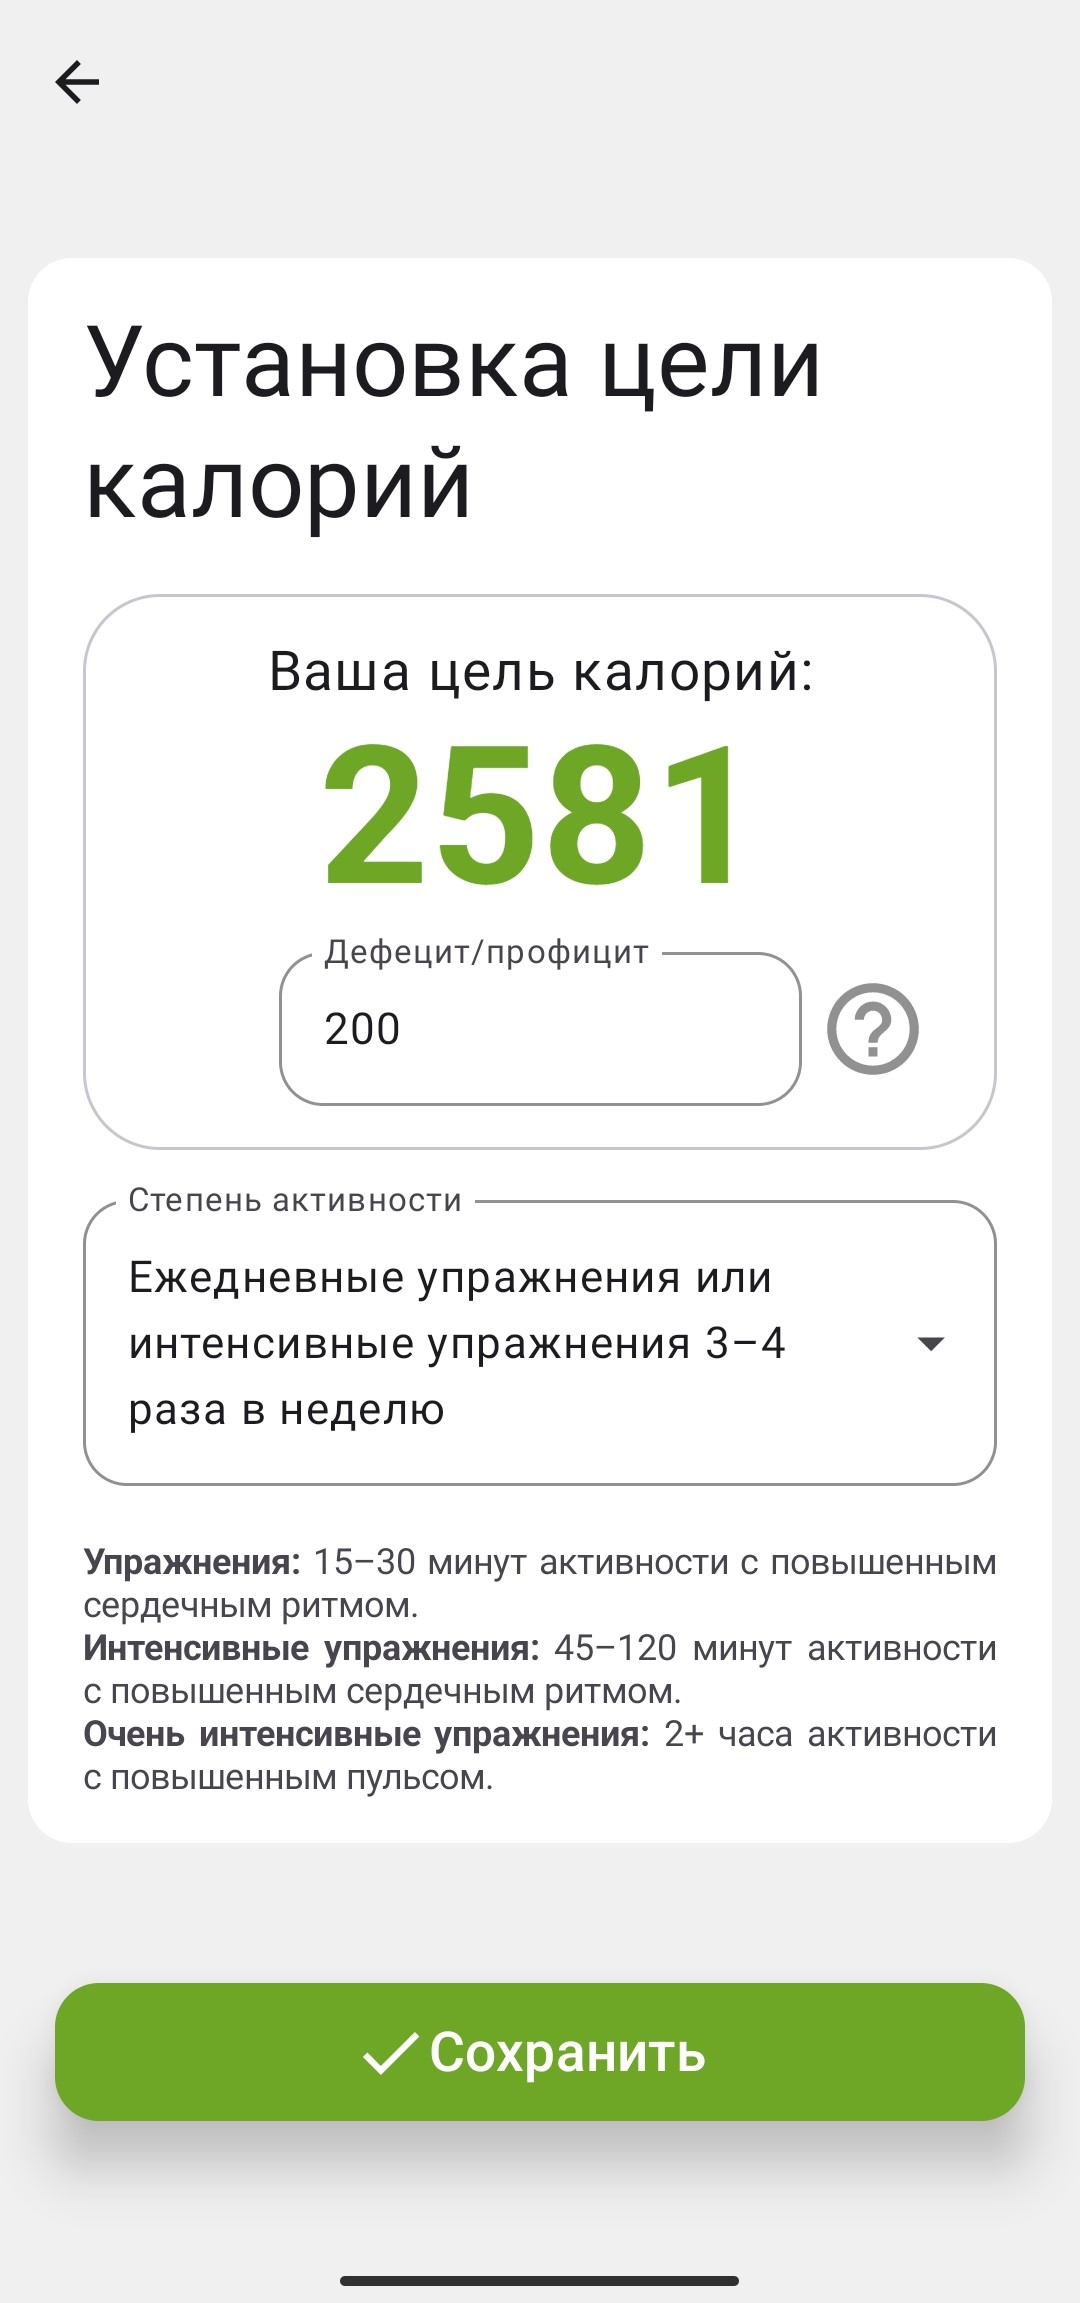 Установка цели
калорий
Ваша цель калорий:
2581
Дефецит/профицит
200
Степень активности
Ежедневные упражнения или
интенсивные упражнения 3–4
раза в неделю
Упражнения: 15–30 минут активности с повышенным
сердечным ритмом.
Интенсивные упражнения: 45–120 минут активности
с повышенным сердечным ритмом.
Очень интенсивные упражнения: 2+ часа активности
с повышенным пульсом.
Сохранить